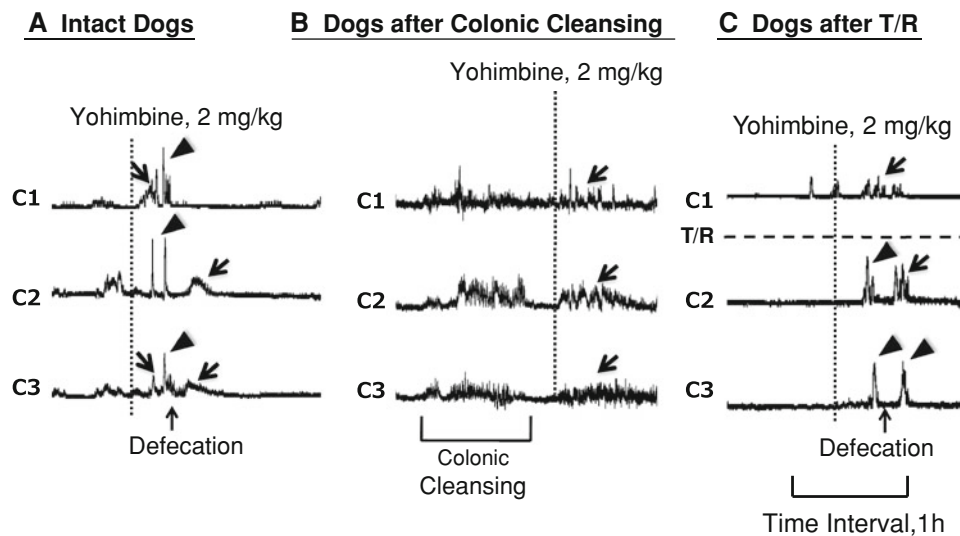 A Intact Dogs
Yohimbine, 2 mg/kg
C1
C2
C3
Defecation
B Dogs after Colonic Cleansing
Yohimbine, 2 mg/kg
C1
C2
C3
Colonic
Cleansing
C Dogs after T/R
Yohimbine, 2 mg/kg
C1
T/R
C2
C3
Defecation
Time Interval,1h